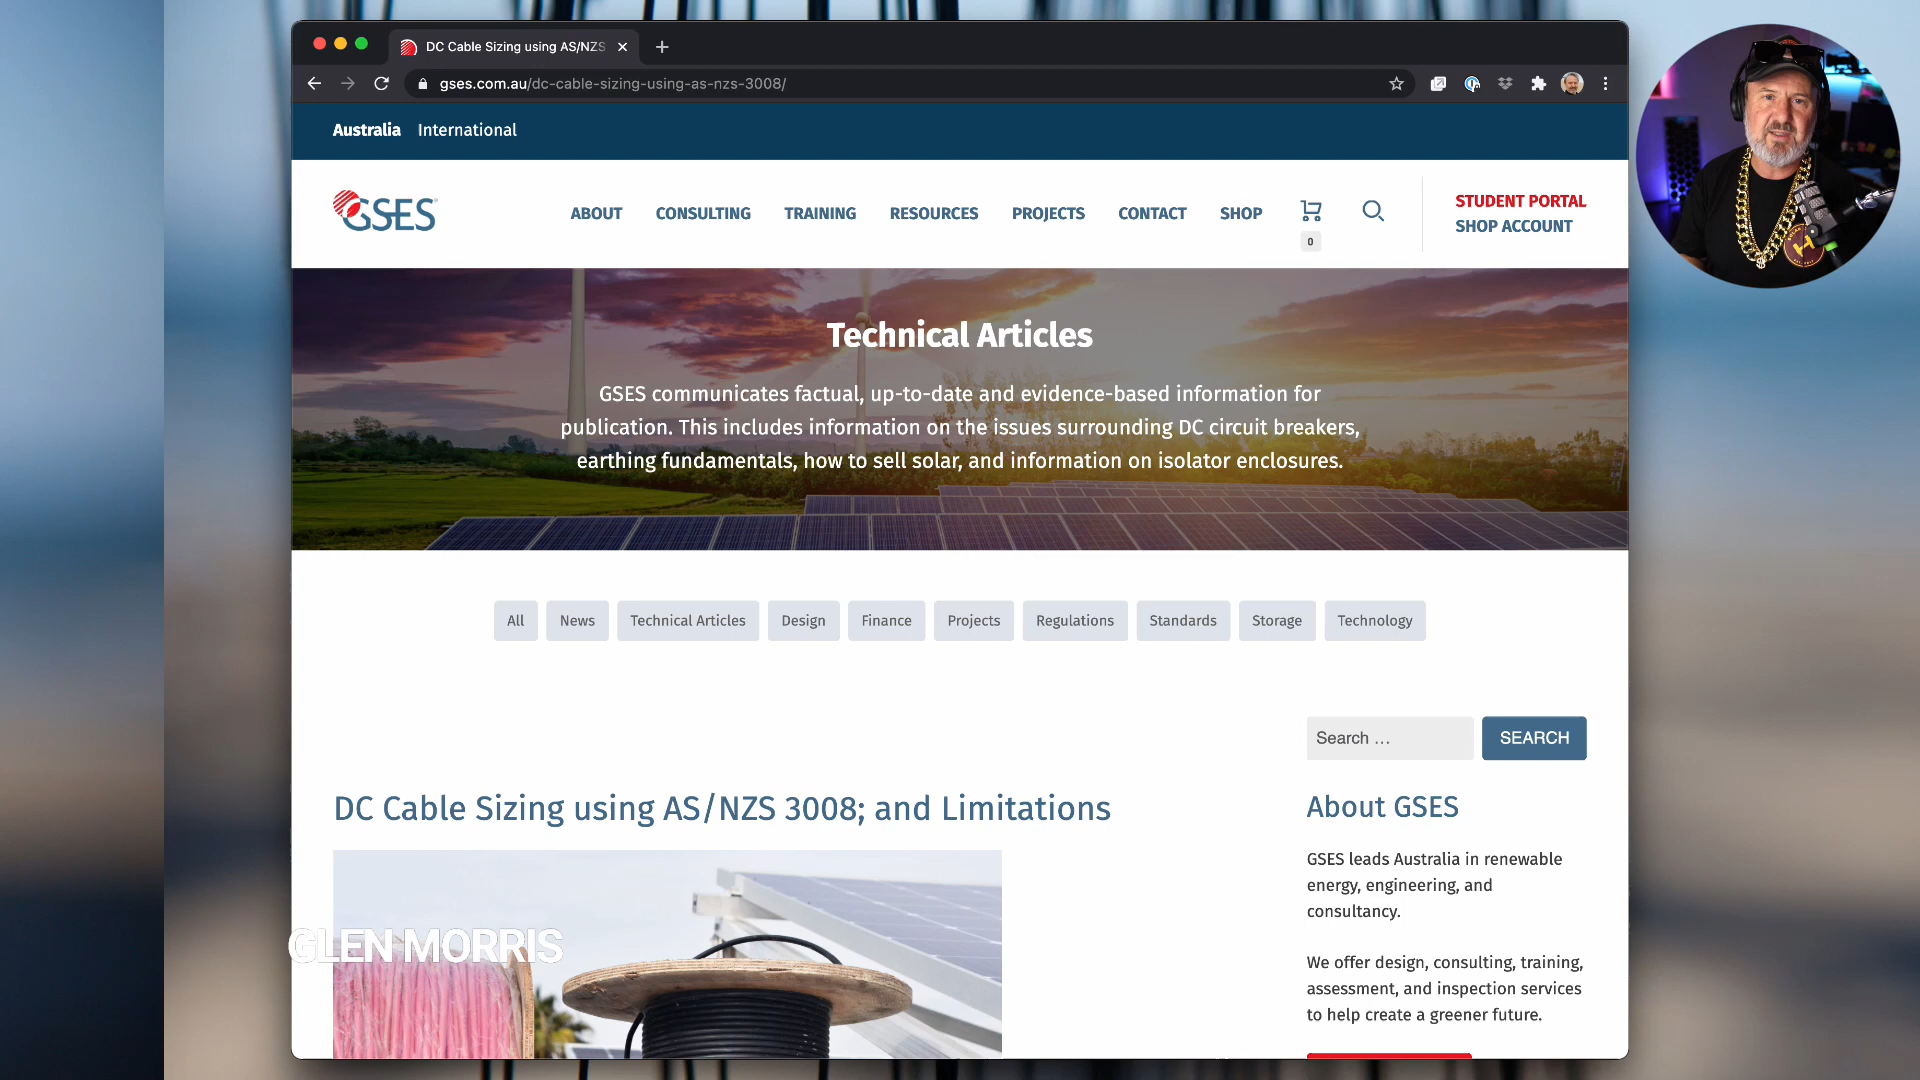 DC Cable Sizing using AS/NZS
gses.com.au/dc-cable-sizing-using-as-nzs-3008/
Australia International
GSES
ABOUT CONSULTING TRAINING RESOURCES PROJECTS CONTACT SHOP
0
STUDENT PORTAL
SHOP ACCOUNT
Technical Articles
GSES communicates factual, up-to-date and evidence-based information for
publication. This includes information on the issues surrounding DC circuit breakers,
earthing fundamentals, how to sell solar, and information on isolator enclosures.
All News Technical Articles Design Finance Projects Regulations Standards Storage Technology
Search …
SEARCH
DC Cable Sizing using AS/NZS 3008; and Limitations
About GSES
GSES leads Australia in renewable
energy, engineering, and
consultancy.
We offer design, consulting, training,
assessment, and inspection services
to help create a greener future.
GLEN MORRIS